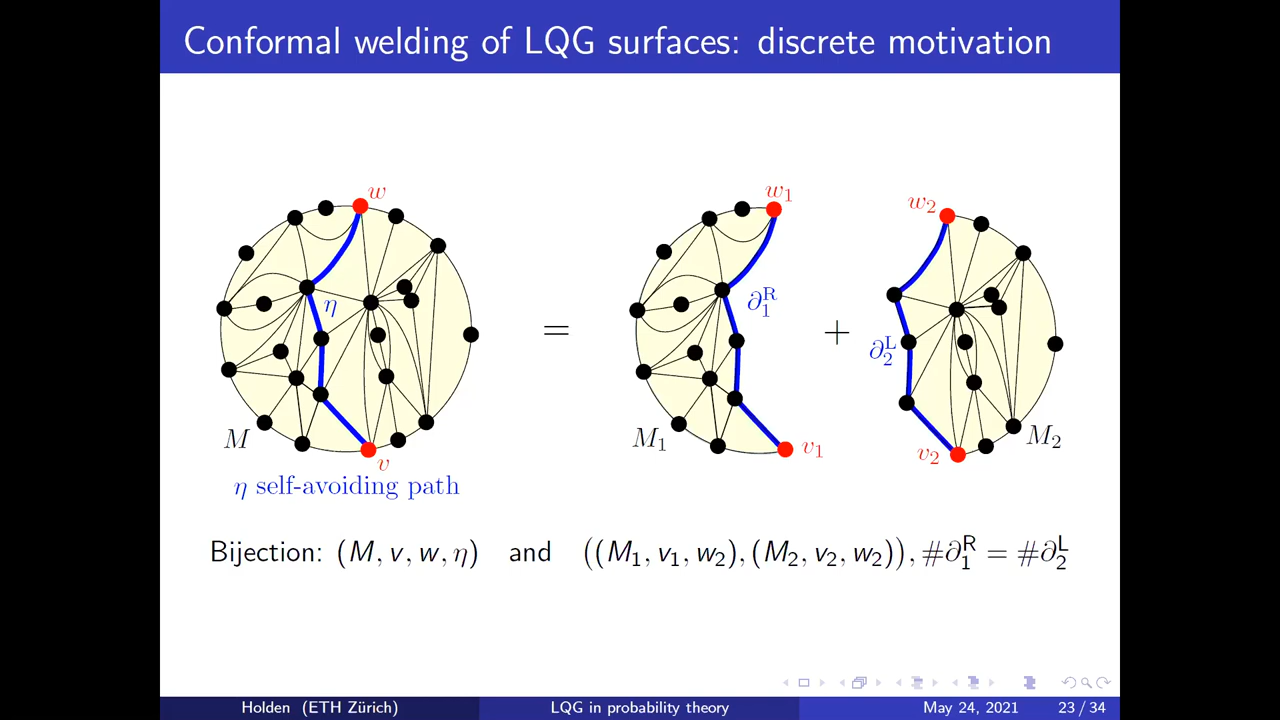 Conformal welding of LQG surfaces: discrete motivation
w
w₁
w₂
η
∂₁ᴿ
=
+
∂₂ᴸ
M
M₁
M₂
v
v₁
v₂
η self-avoiding path
Bijection: (M, v, w, η) and ((M₁, v₁, w₂), (M₂, v₂, w₂)), #∂₁ᴿ = #∂₂ᴸ
Holden (ETH Zürich) LQG in probability theory May 24, 2021 23 / 34